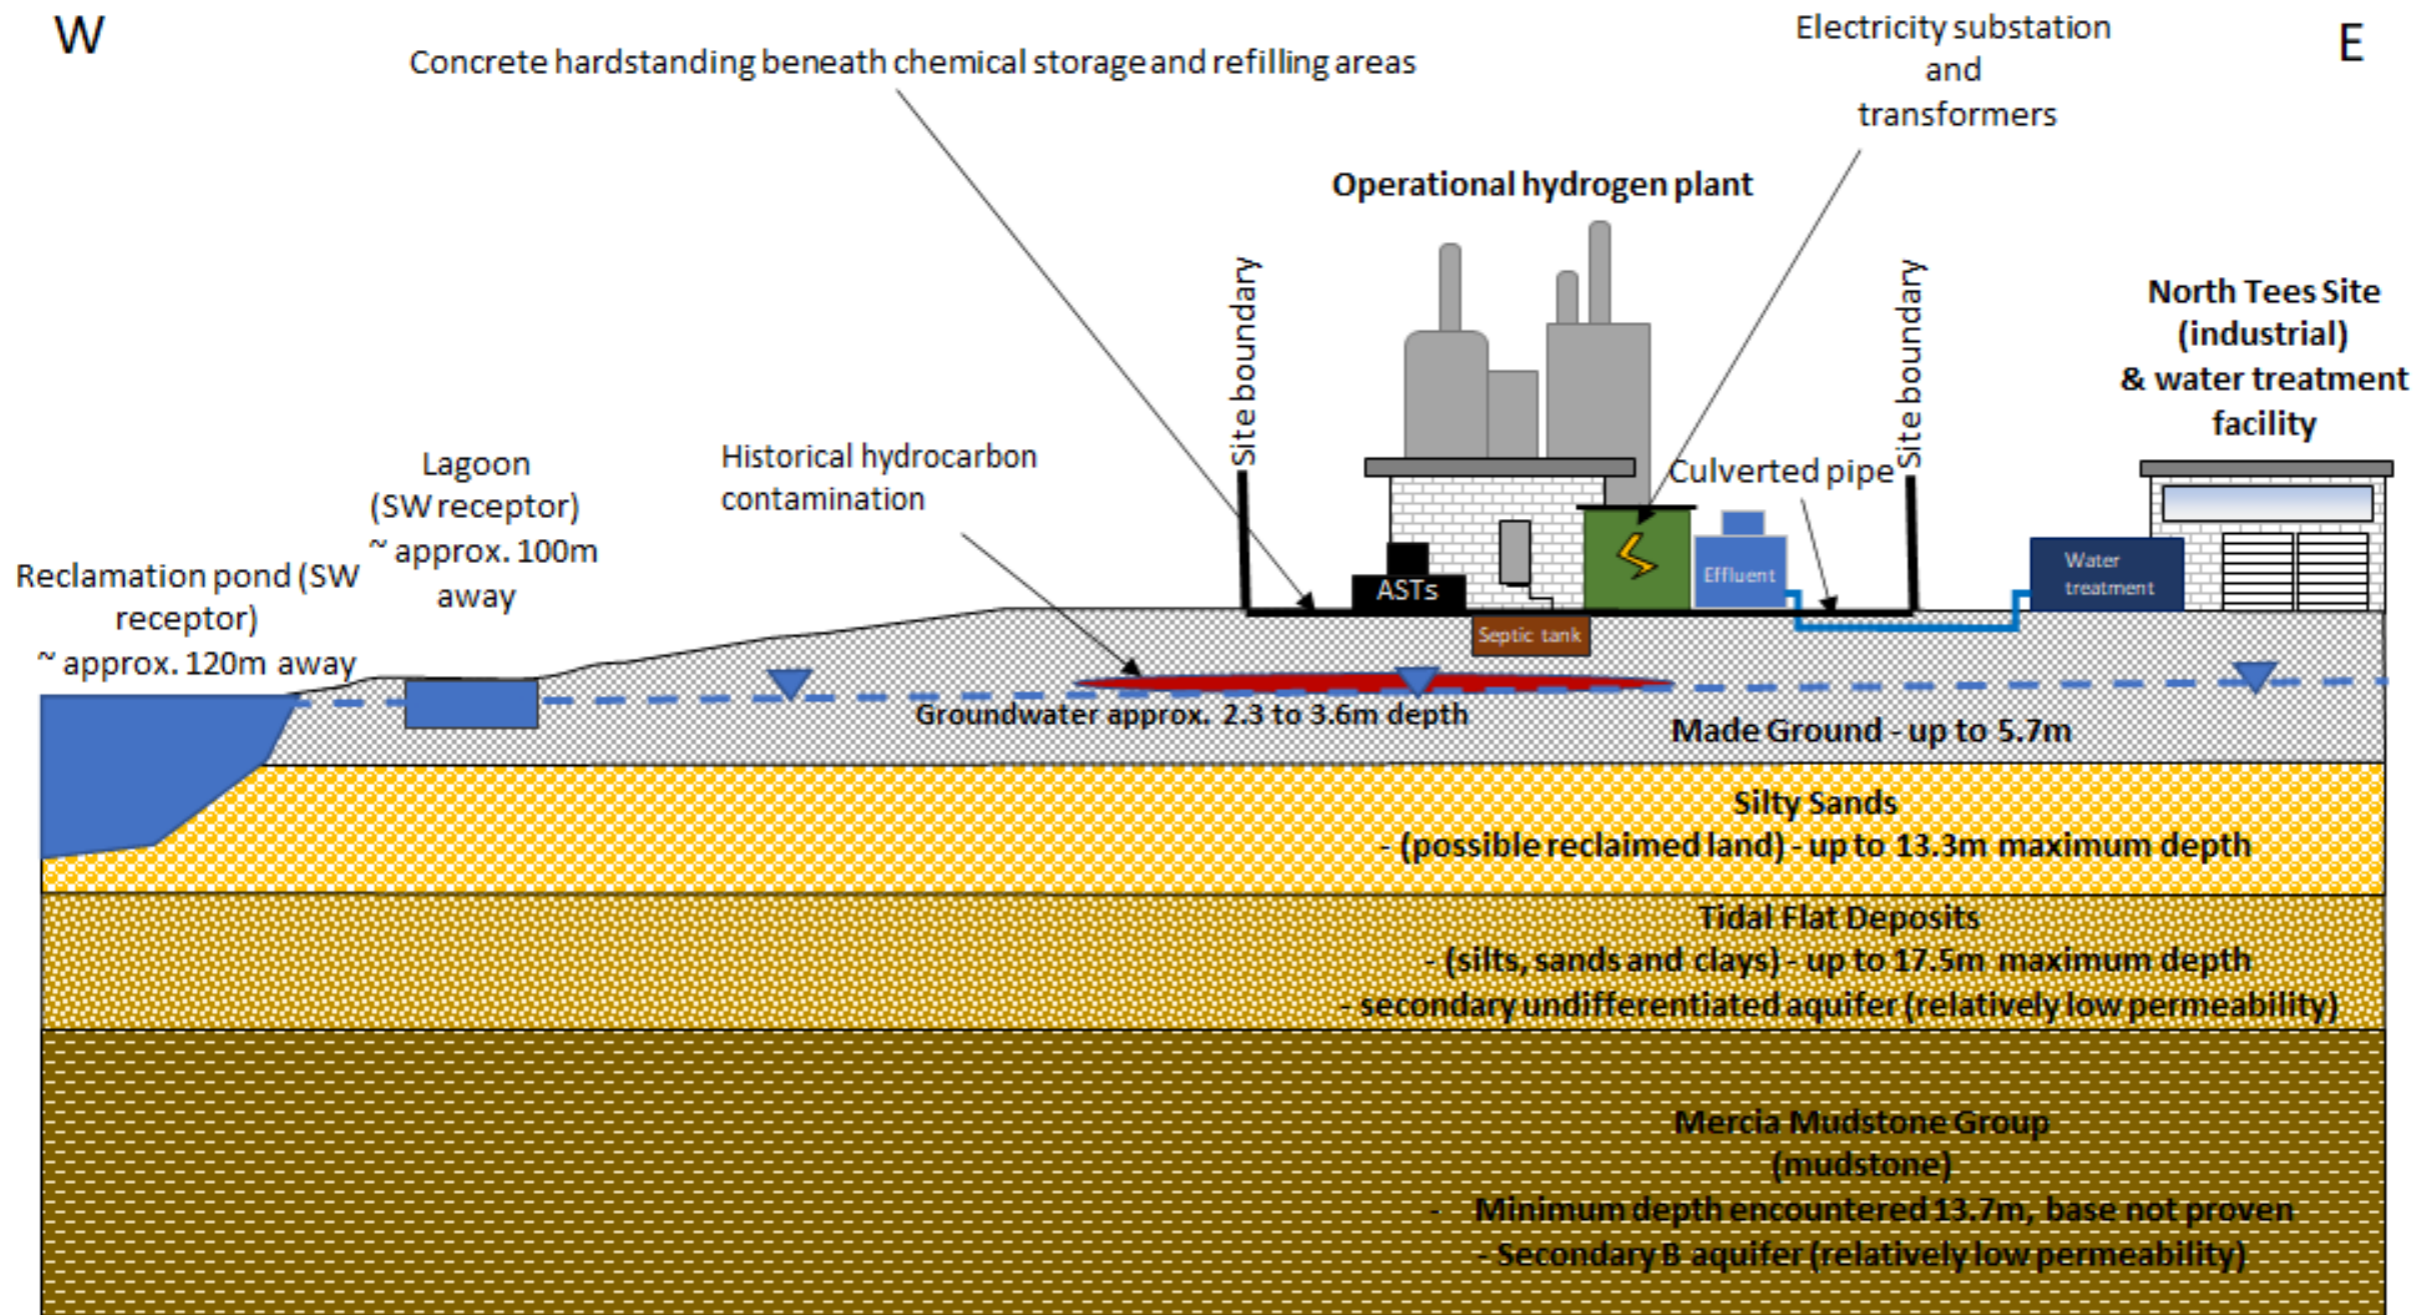 W
E
Concrete hardstanding beneath chemical storage and refilling areas
Electricity substation
and
transformers
Operational hydrogen plant
Site boundary
Site boundary
North Tees Site
(industrial)
& water treatment
facility
Historical hydrocarbon
contamination
Culverted pipe
Lagoon
(SW receptor)
~ approx. 100m
away
Reclamation pond (SW
receptor)
~ approx. 120m away
ASTs
Effluent
Water
treatment
Septic tank
Groundwater approx. 2.3 to 3.6m depth
Made Ground - up to 5.7m
Silty Sands
- (possible reclaimed land) - up to 13.3m maximum depth
Tidal Flat Deposits
- (silts, sands and clays) - up to 17.5m maximum depth
- secondary undifferentiated aquifer (relatively low permeability)
Mercia Mudstone Group
(mudstone)
- Minimum depth encountered 13.7m, base not proven
- Secondary B aquifer (relatively low permeability)